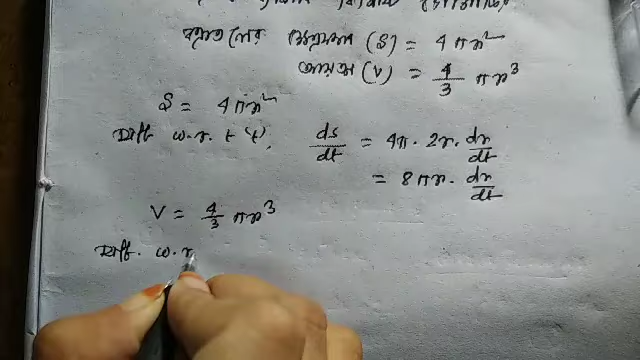 ক্ষেত্রফল (S) = 4πr²
আয়তন (V) = 4/3 πr³
S = 4πr²
Diff. w.r.t 't', ds/dt = 4π · 2r · dr/dt
= 8πr · dr/dt
V = 4/3 πr³
Diff. w.r